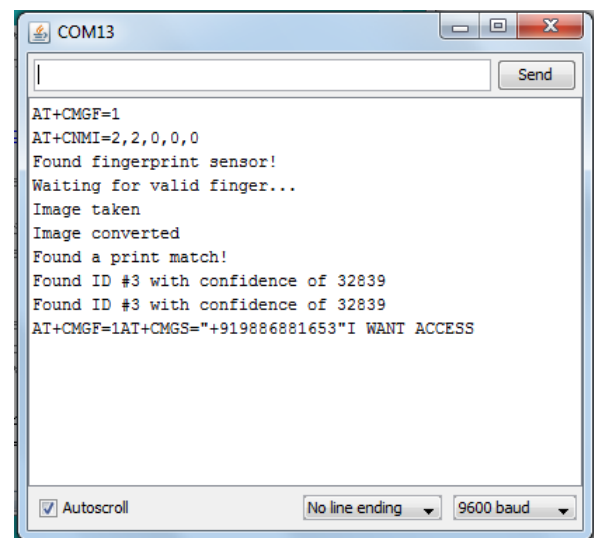 COM13
Send
AT+CMGF=1
AT+CNMI=2,2,0,0,0
Found fingerprint sensor!
Waiting for valid finger...
Image taken
Image converted
Found a print match!
Found ID #3 with confidence of 32839
Found ID #3 with confidence of 32839
AT+CMGF=1AT+CMGS="+919886881653"I WANT ACCESS
Autoscroll
No line ending
9600 baud